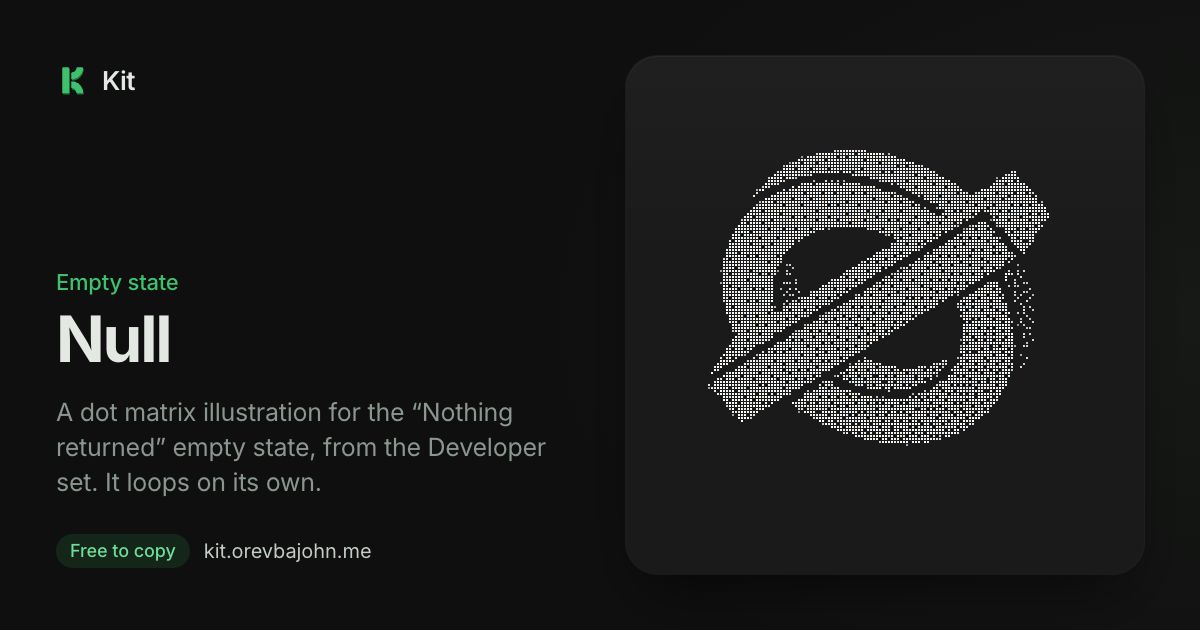 Kit
Empty state
Null
A dot matrix illustration for the “Nothing
returned” empty state, from the Developer
set. It loops on its own.
Free to copy
kit.orevbajohn.me